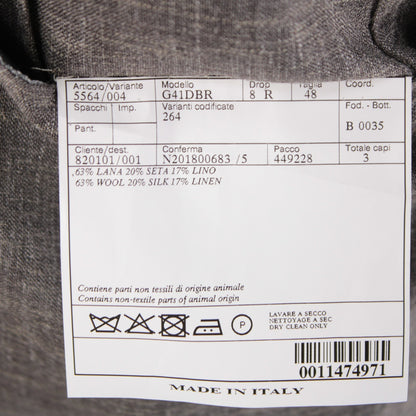 Articolo/Variante Modello Drop Taglia Coord.
5564/004 G41DBR 8 R 48
Spacchi Imp. Varianti codificate Fod. - Bott.
264
Pant. B 0035
Cliente/dest. Conferma Pacco Totale capi
820101/001 N201800683 /5 449228 3
63% LANA 20% SETA 17% LINO
63% WOOL 20% SILK 17% LINEN
Contiene parti non tessili di origine animale
Contains non-textile parts of animal origin
P
LAVARE A SECCO
NETTOYAGE A SEC
DRY CLEAN ONLY
0011474971
MADE IN ITALY